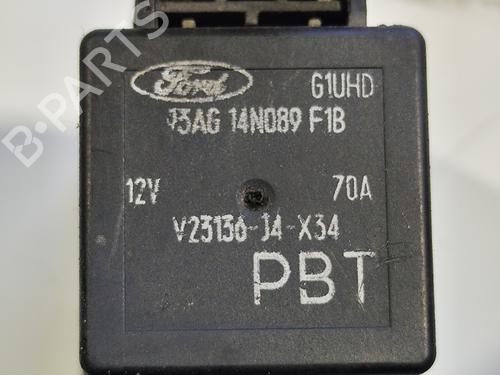 Ford G1UHD
93AG 14N089 F1B
12V 70A
V23136-J4-X34
PBT
B-PARTS